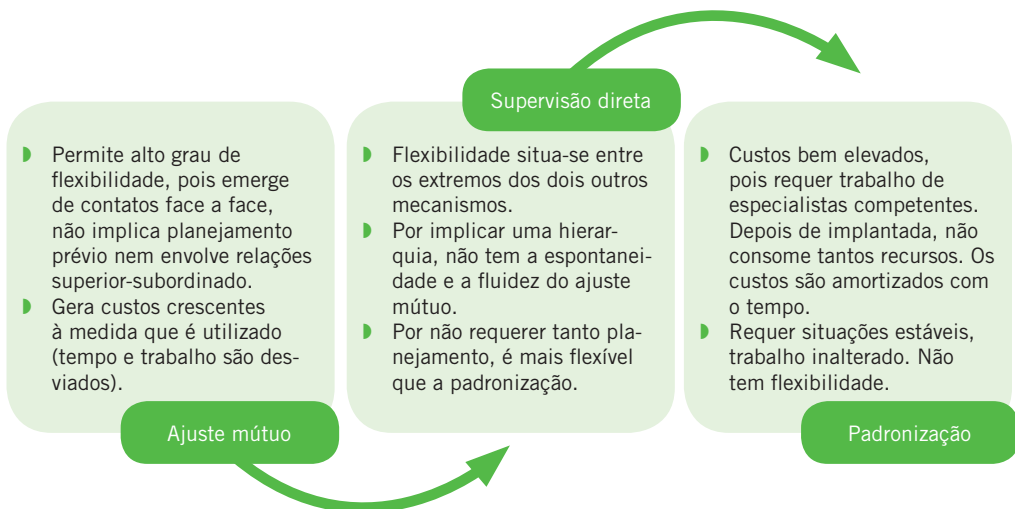 Permite alto grau de
flexibilidade, pois emerge
de contatos face a face,
não implica planejamento
prévio nem envolve relações
superior-subordinado.
Gera custos crescentes
à medida que é utilizado
(tempo e trabalho são des-
viados).
Ajuste mútuo
Supervisão direta
Flexibilidade situa-se entre
os extremos dos dois outros
mecanismos.
Por implicar uma hierar-
quia, não tem a espontanei-
dade e a fluidez do ajuste
mútuo.
Por não requerer tanto pla-
nejamento, é mais flexível
que a padronização.
Custos bem elevados,
pois requer trabalho de
especialistas competentes.
Depois de implantada, não
consome tantos recursos. Os
custos são amortizados com
o tempo.
Requer situações estáveis,
trabalho inalterado. Não
tem flexibilidade.
Padronização